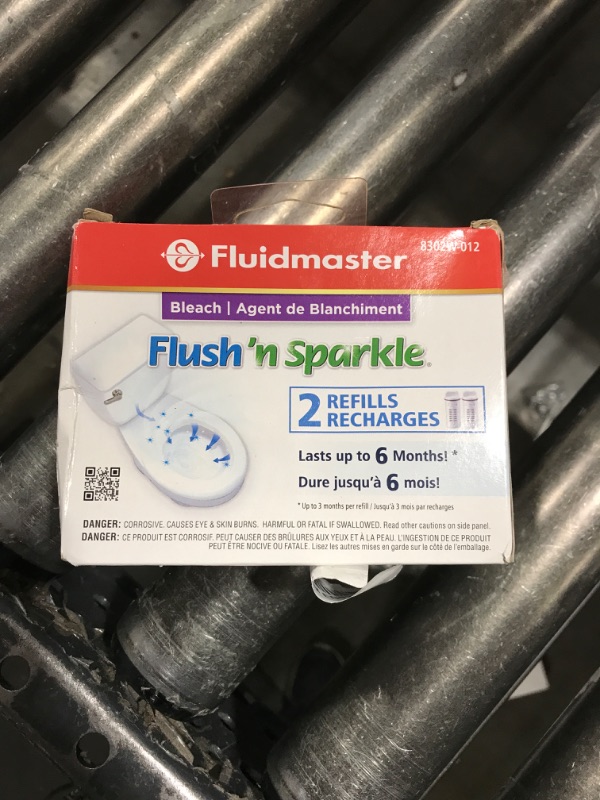 Fluidmaster®
8302W-012
Bleach | Agent de Blanchiment
Flush 'n Sparkle®
2 REFILLS
RECHARGES
Lasts up to 6 Months! *
Dure jusqu'à 6 mois!
* Up to 3 months per refill / Jusqu'à 3 mois par recharges
DANGER: CORROSIVE. CAUSES EYE & SKIN BURNS. HARMFUL OR FATAL IF SWALLOWED. Read other cautions on side panel.
DANGER: CE PRODUIT EST CORROSIF. PEUT CAUSER DES BRÛLURES AUX YEUX ET À LA PEAU. L'INGESTION DE CE PRODUIT
PEUT ÊTRE NOCIVE OU FATALE. Lisez les autres mises en garde sur le côté de l'emballage.